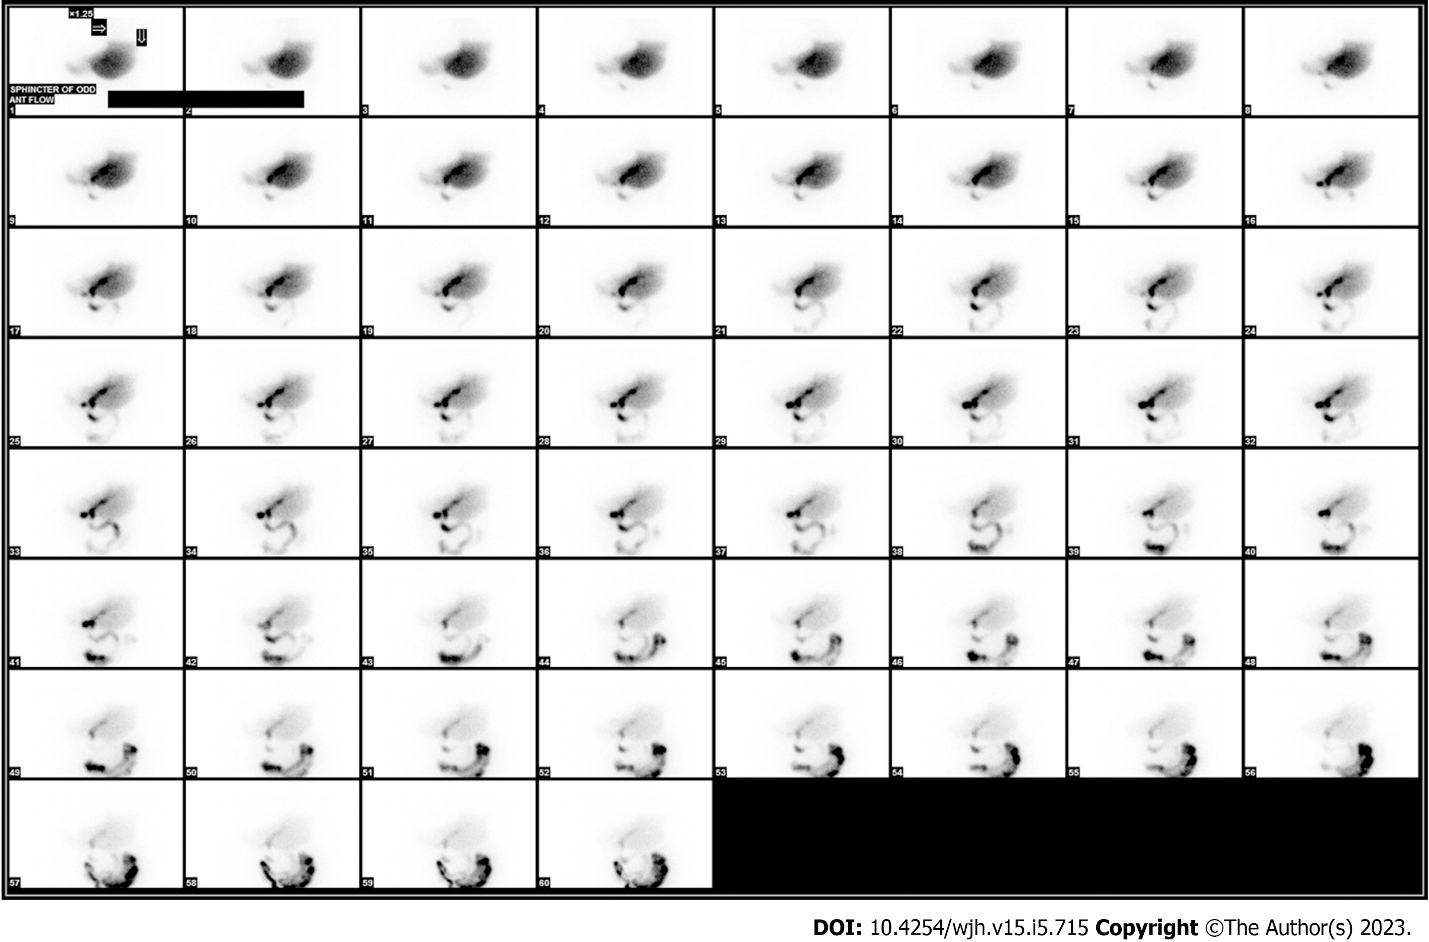 ×1.25
⇒
⇓
SPHINCTER OF ODD
ANT FLOW
1 2 3 4 5 6 7 8
9 10 11 12 13 14 15 16
17 18 19 20 21 22 23 24
25 26 27 28 29 30 31 32
33 34 35 36 37 38 39 40
41 42 43 44 45 46 47 48
49 50 51 52 53 54 55 56
57 58 59 60
DOI: 10.4254/wjh.v15.i5.715 Copyright ©The Author(s) 2023.